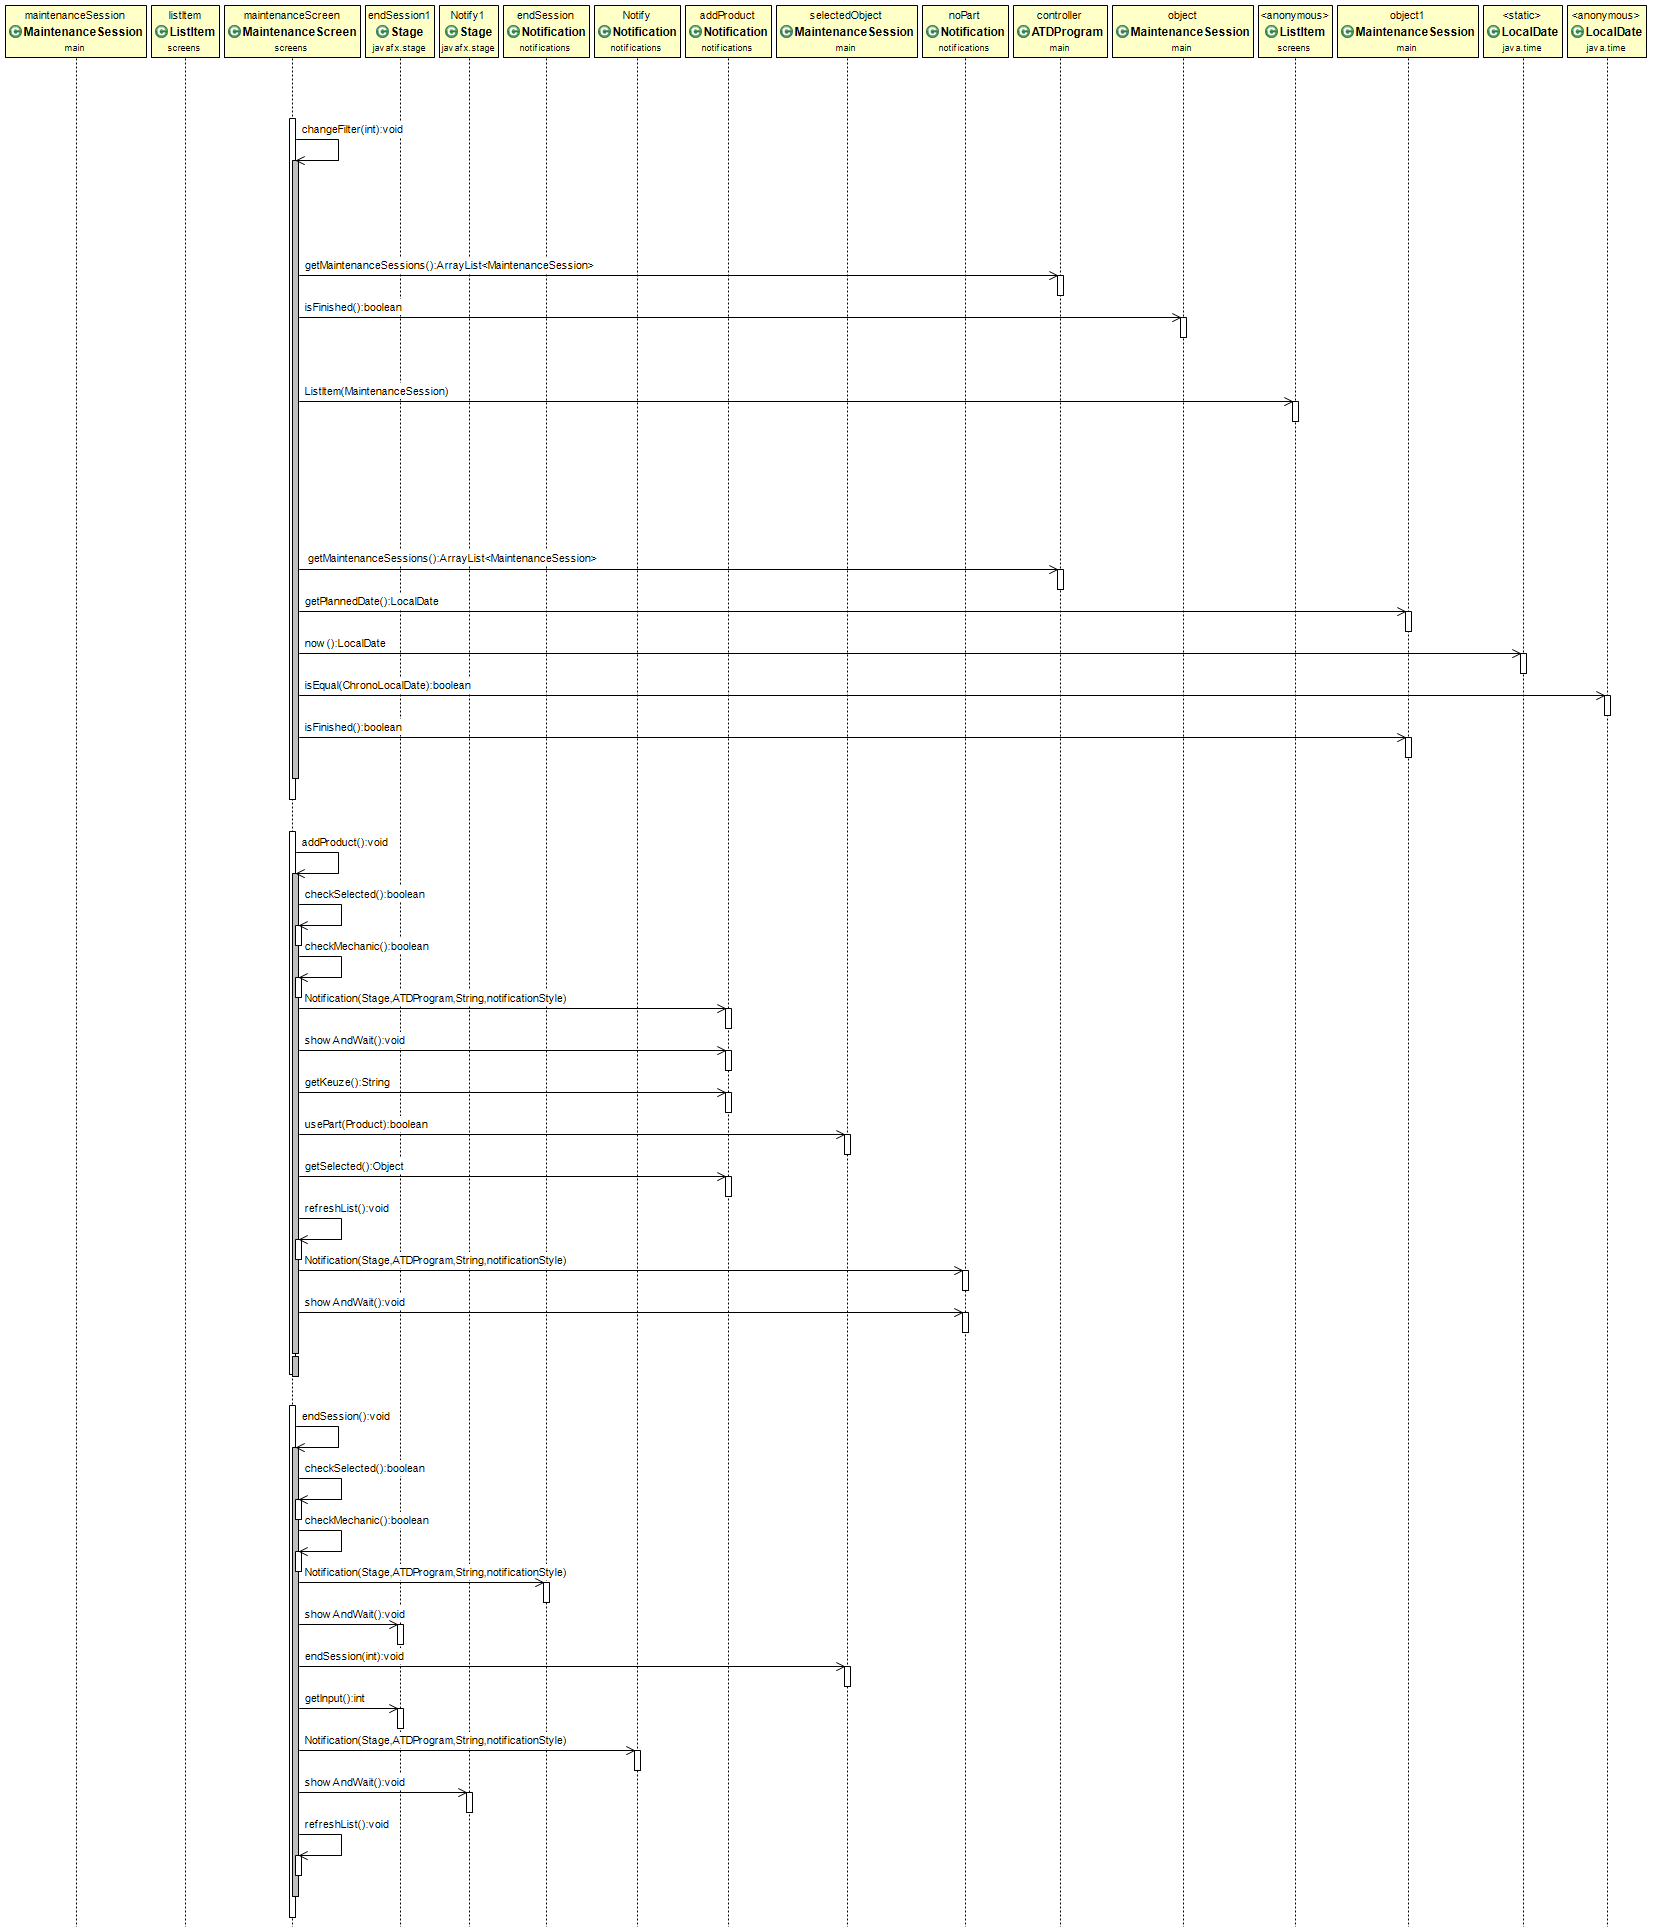 maintenanceSession
MaintenanceSession
main
listItem
ListItem
screens
maintenanceScreen
MaintenanceScreen
screens
endSession1
Stage
javafx.stage
Notify1
Stage
javafx.stage
endSession
Notification
notifications
Notify
Notification
notifications
addProduct
Notification
notifications
selectedObject
MaintenanceSession
main
noPart
Notification
notifications
controller
ATDProgram
main
object
MaintenanceSession
main
<anonymous>
ListItem
screens
object1
MaintenanceSession
main
<static>
LocalDate
java.time
<anonymous>
LocalDate
java.time
changeFilter(int):void
getMaintenanceSessions():ArrayList<MaintenanceSession>
isFinished():boolean
ListItem(MaintenanceSession)
getMaintenanceSessions():ArrayList<MaintenanceSession>
getPlannedDate():LocalDate
now():LocalDate
isEqual(ChronoLocalDate):boolean
isFinished():boolean
addProduct():void
checkSelected():boolean
checkMechanic():boolean
Notification(Stage,ATDProgram,String,notificationStyle)
showAndWait():void
getKeuze():String
usePart(Product):boolean
getSelected():Object
refreshList():void
Notification(Stage,ATDProgram,String,notificationStyle)
showAndWait():void
endSession():void
checkSelected():boolean
checkMechanic():boolean
Notification(Stage,ATDProgram,String,notificationStyle)
showAndWait():void
endSession(int):void
getInput():int
Notification(Stage,ATDProgram,String,notificationStyle)
showAndWait():void
refreshList():void